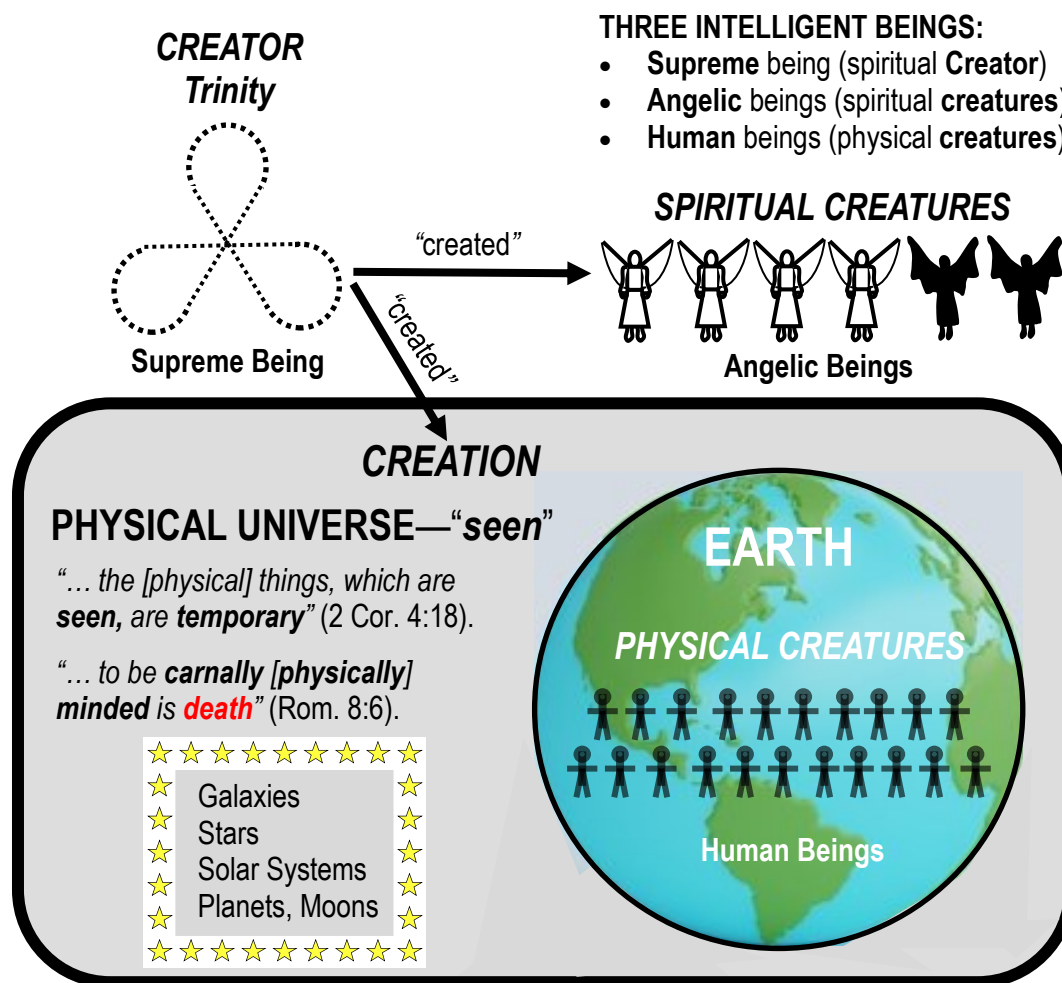 CREATOR
Trinity
THREE INTELLIGENT BEINGS:
• Supreme being (spiritual Creator)
• Angelic beings (spiritual creatures)
• Human beings (physical creatures)
SPIRITUAL CREATURES
“created”
“created”
Supreme Being
Angelic Beings
CREATION
PHYSICAL UNIVERSE—“seen”
“… the [physical] things, which are
seen, are temporary” (2 Cor. 4:18).
“… to be carnally [physically]
minded is death” (Rom. 8:6).
Galaxies
Stars
Solar Systems
Planets, Moons
EARTH
PHYSICAL CREATURES
Human Beings